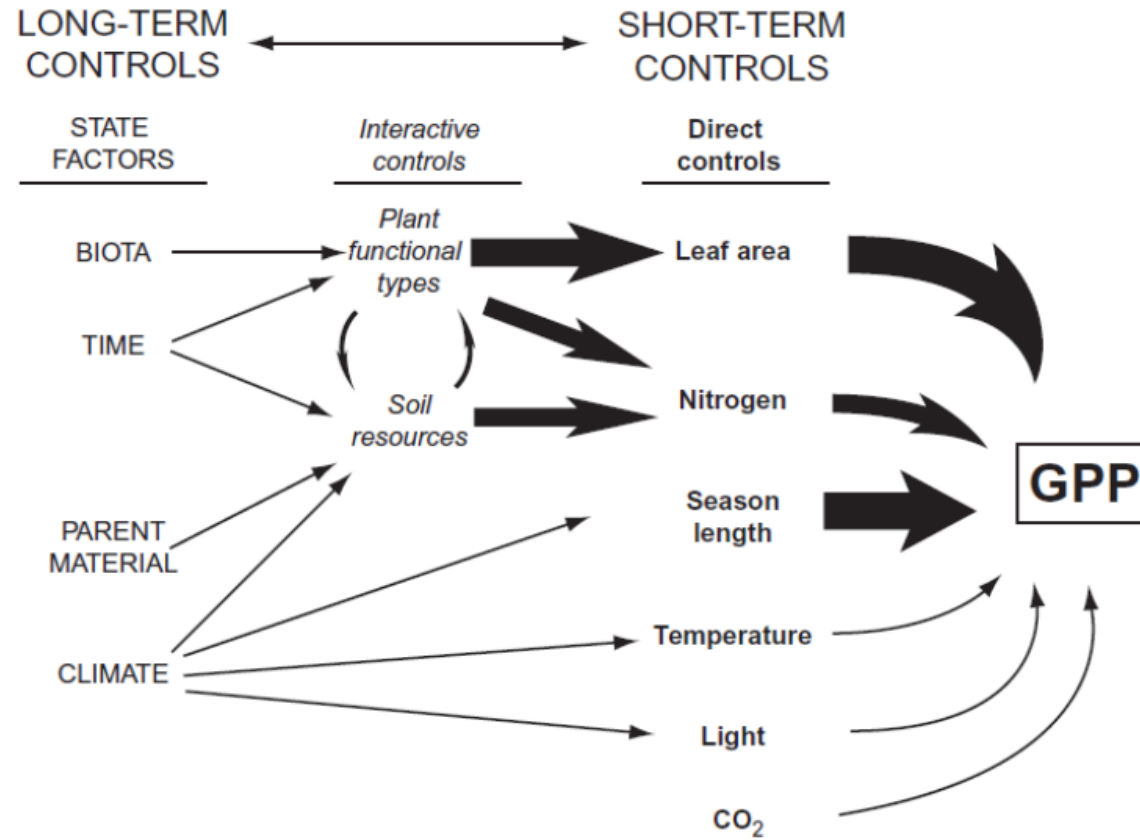 LONG-TERM
CONTROLS
SHORT-TERM
CONTROLS
STATE
FACTORS
Interactive
controls
Direct
controls
BIOTA
Plant
functional
types
Leaf area
TIME
Soil
resources
Nitrogen
GPP
PARENT
MATERIAL
Season
length
CLIMATE
Temperature
Light
CO₂